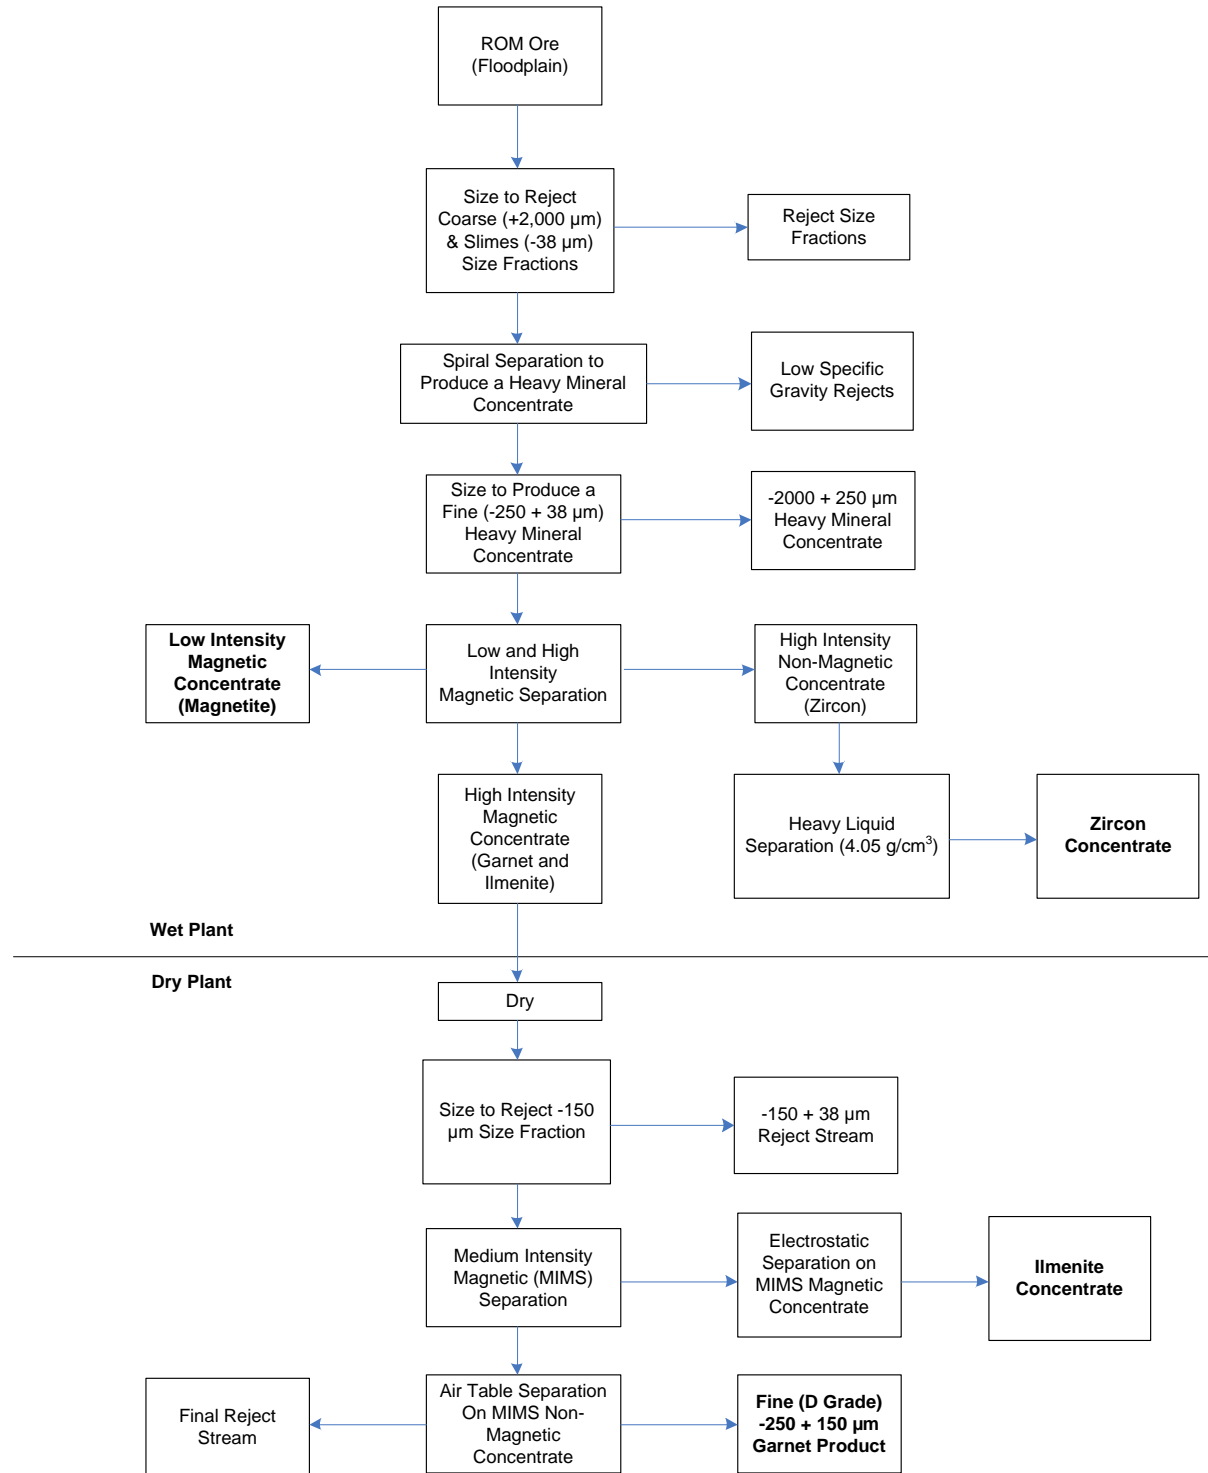 ROM Ore
(Floodplain)
Size to Reject
Coarse (+2,000 µm)
& Slimes (-38 µm)
Size Fractions
Reject Size
Fractions
Spiral Separation to
Produce a Heavy Mineral
Concentrate
Low Specific
Gravity Rejects
Size to Produce a
Fine (-250 + 38 µm)
Heavy Mineral
Concentrate
-2000 + 250 µm
Heavy Mineral
Concentrate
Low Intensity
Magnetic
Concentrate
(Magnetite)
Low and High
Intensity
Magnetic Separation
High Intensity
Non-Magnetic
Concentrate
(Zircon)
High Intensity
Magnetic
Concentrate
(Garnet and
Ilmenite)
Heavy Liquid
Separation (4.05 g/cm³)
Zircon
Concentrate
Wet Plant
Dry Plant
Dry
Size to Reject -150
µm Size Fraction
-150 + 38 µm
Reject Stream
Medium Intensity
Magnetic (MIMS)
Separation
Electrostatic
Separation on
MIMS Magnetic
Concentrate
Ilmenite
Concentrate
Final Reject
Stream
Air Table Separation
On MIMS Non-
Magnetic
Concentrate
Fine (D Grade)
-250 + 150 µm
Garnet Product